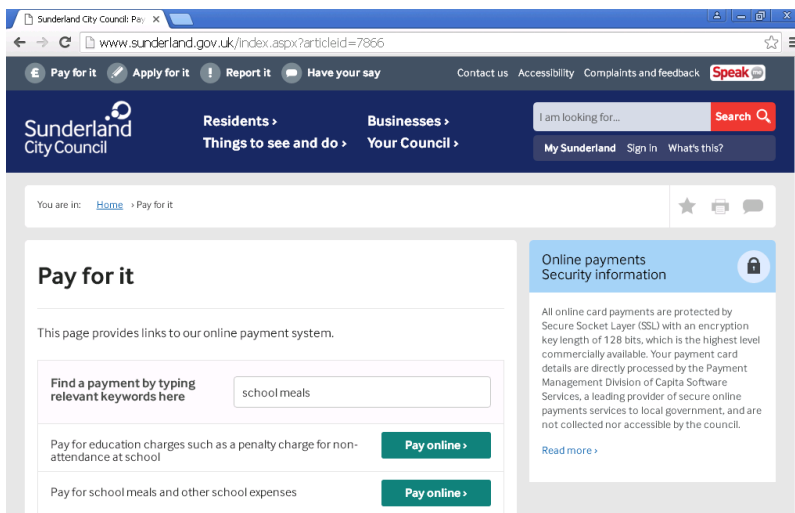 Sunderland City Council: Pay
www.sunderland.gov.uk/index.aspx?articleid=7866
£ Pay for it Apply for it ! Report it Have your say Contact us Accessibility Complaints and feedback Speak
Sunderland
City Council
Residents › Businesses ›
Things to see and do › Your Council ›
I am looking for... Search
My Sunderland Sign in What's this?
You are in: Home › Pay for it
Pay for it
This page provides links to our online payment system.
Find a payment by typing
relevant keywords here
school meals
Pay for education charges such as a penalty charge for non-
attendance at school
Pay online ›
Pay for school meals and other school expenses
Pay online ›
Online payments
Security information
All online card payments are protected by
Secure Socket Layer (SSL) with an encryption
key length of 128 bits, which is the highest level
commercially available. Your payment card
details are directly processed by the Payment
Management Division of Capita Software
Services, a leading provider of secure online
payments services to local government, and are
not collected nor accessible by the council.
Read more ›